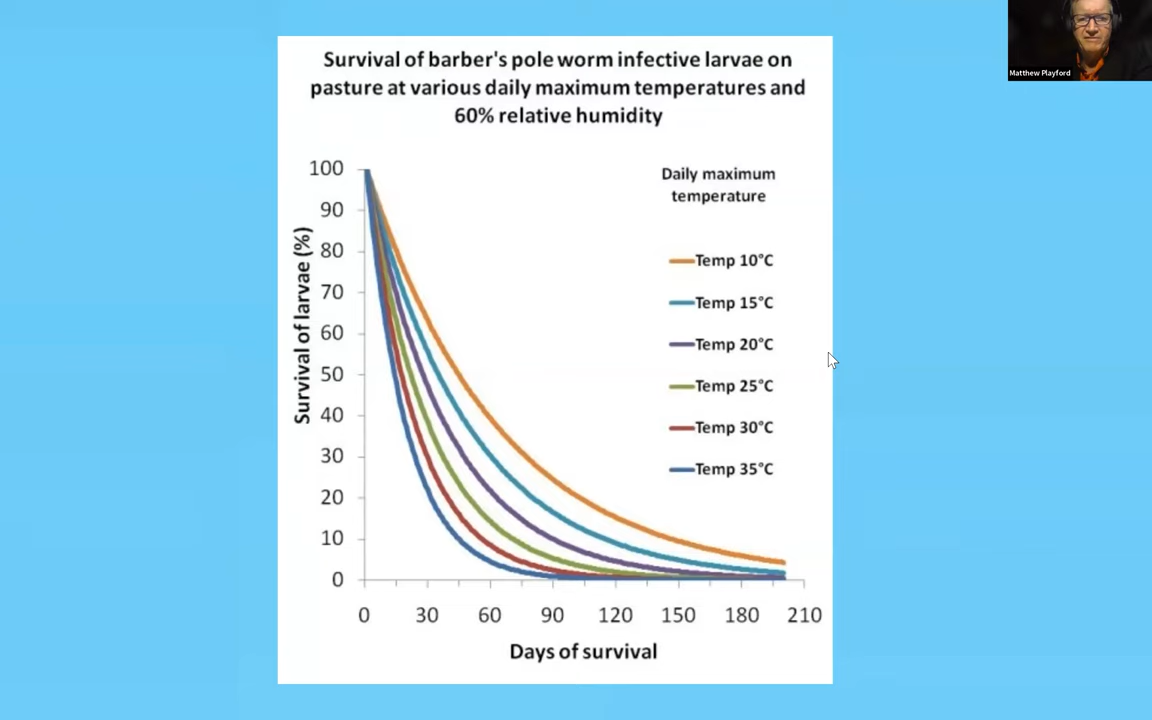 Matthew Playford
Survival of barber's pole worm infective larvae on
pasture at various daily maximum temperatures and
60% relative humidity
Daily maximum
temperature
Temp 10°C
Temp 15°C
Temp 20°C
Temp 25°C
Temp 30°C
Temp 35°C
Survival of larvae (%)
100
90
80
70
60
50
40
30
20
10
0
0 30 60 90 120 150 180 210
Days of survival